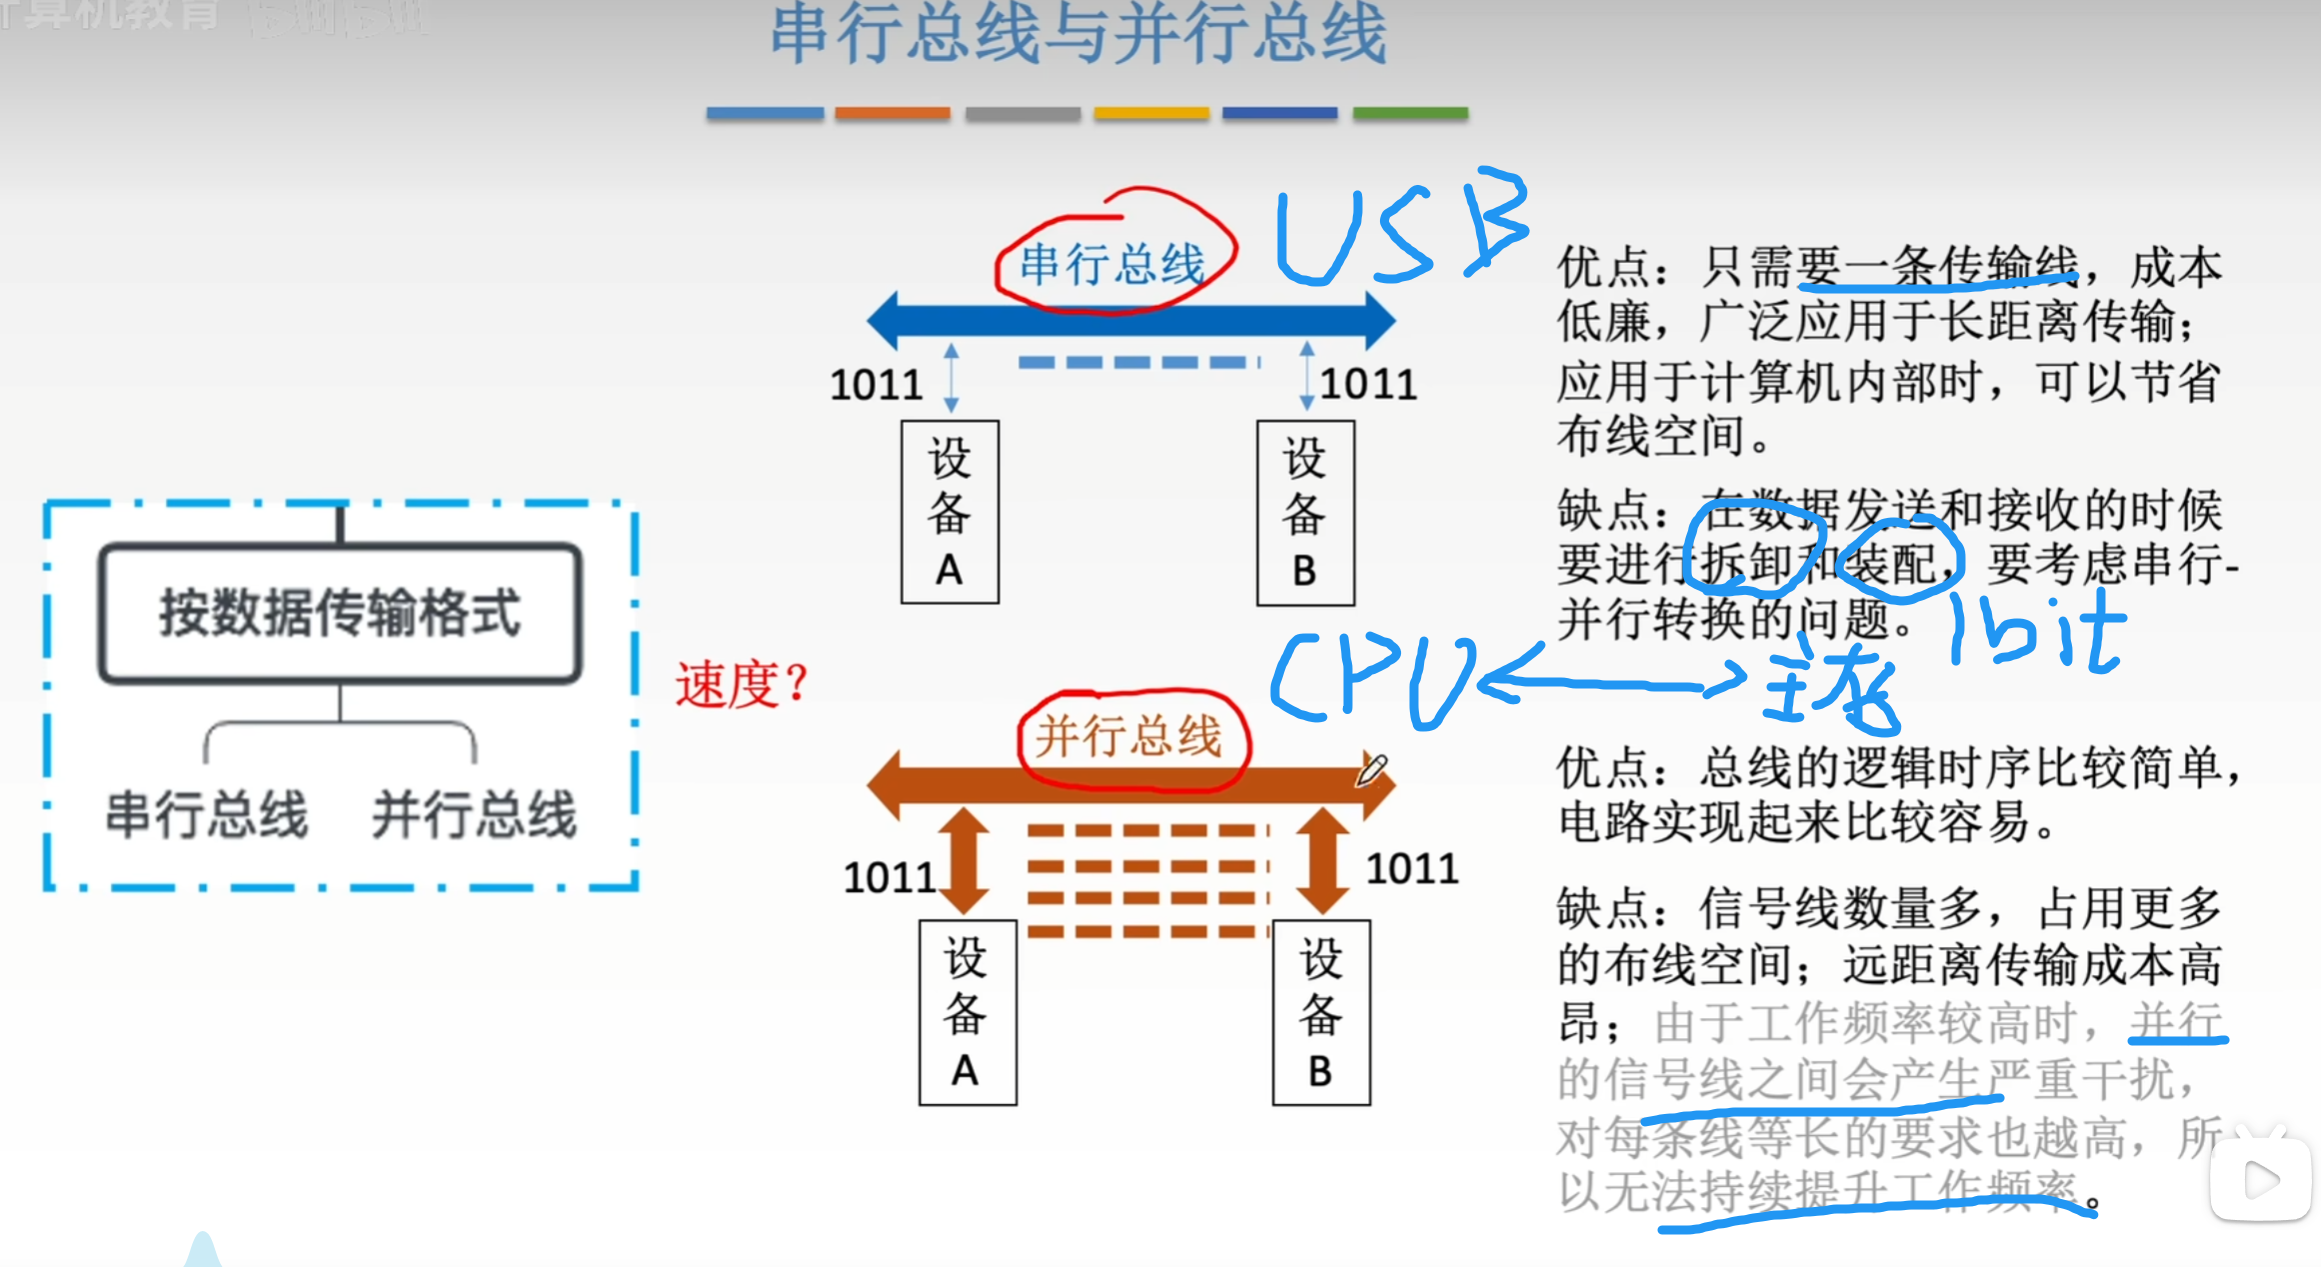 计算机教育 bilibili
串行总线与并行总线
按数据传输格式
串行总线 并行总线
速度?
串行总线
USB
1011
1011
设备A
设备B
优点：只需要一条传输线，成本
低廉，广泛应用于长距离传输；
应用于计算机内部时，可以节省
布线空间。
缺点：在数据发送和接收的时候
要进行拆卸和装配，要考虑串行-
并行转换的问题。
1bit
CPU
主存
并行总线
1011
1011
设备A
设备B
优点：总线的逻辑时序比较简单，
电路实现起来比较容易。
缺点：信号线数量多，占用更多
的布线空间；远距离传输成本高
昂；由于工作频率较高时，并行
的信号线之间会产生严重干扰，
对每条线等长的要求也越高，所
以无法持续提升工作频率。